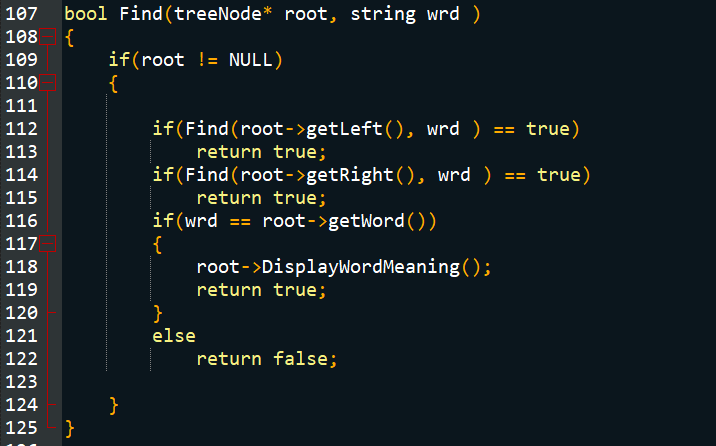 107 bool Find(treeNode* root, string wrd )
108 {
109     if(root != NULL)
110     {
111
112         if(Find(root->getLeft(), wrd ) == true)
113             return true;
114         if(Find(root->getRight(), wrd ) == true)
115             return true;
116         if(wrd == root->getWord())
117         {
118             root->DisplayWordMeaning();
119             return true;
120         }
121         else
122             return false;
123
124     }
125 }